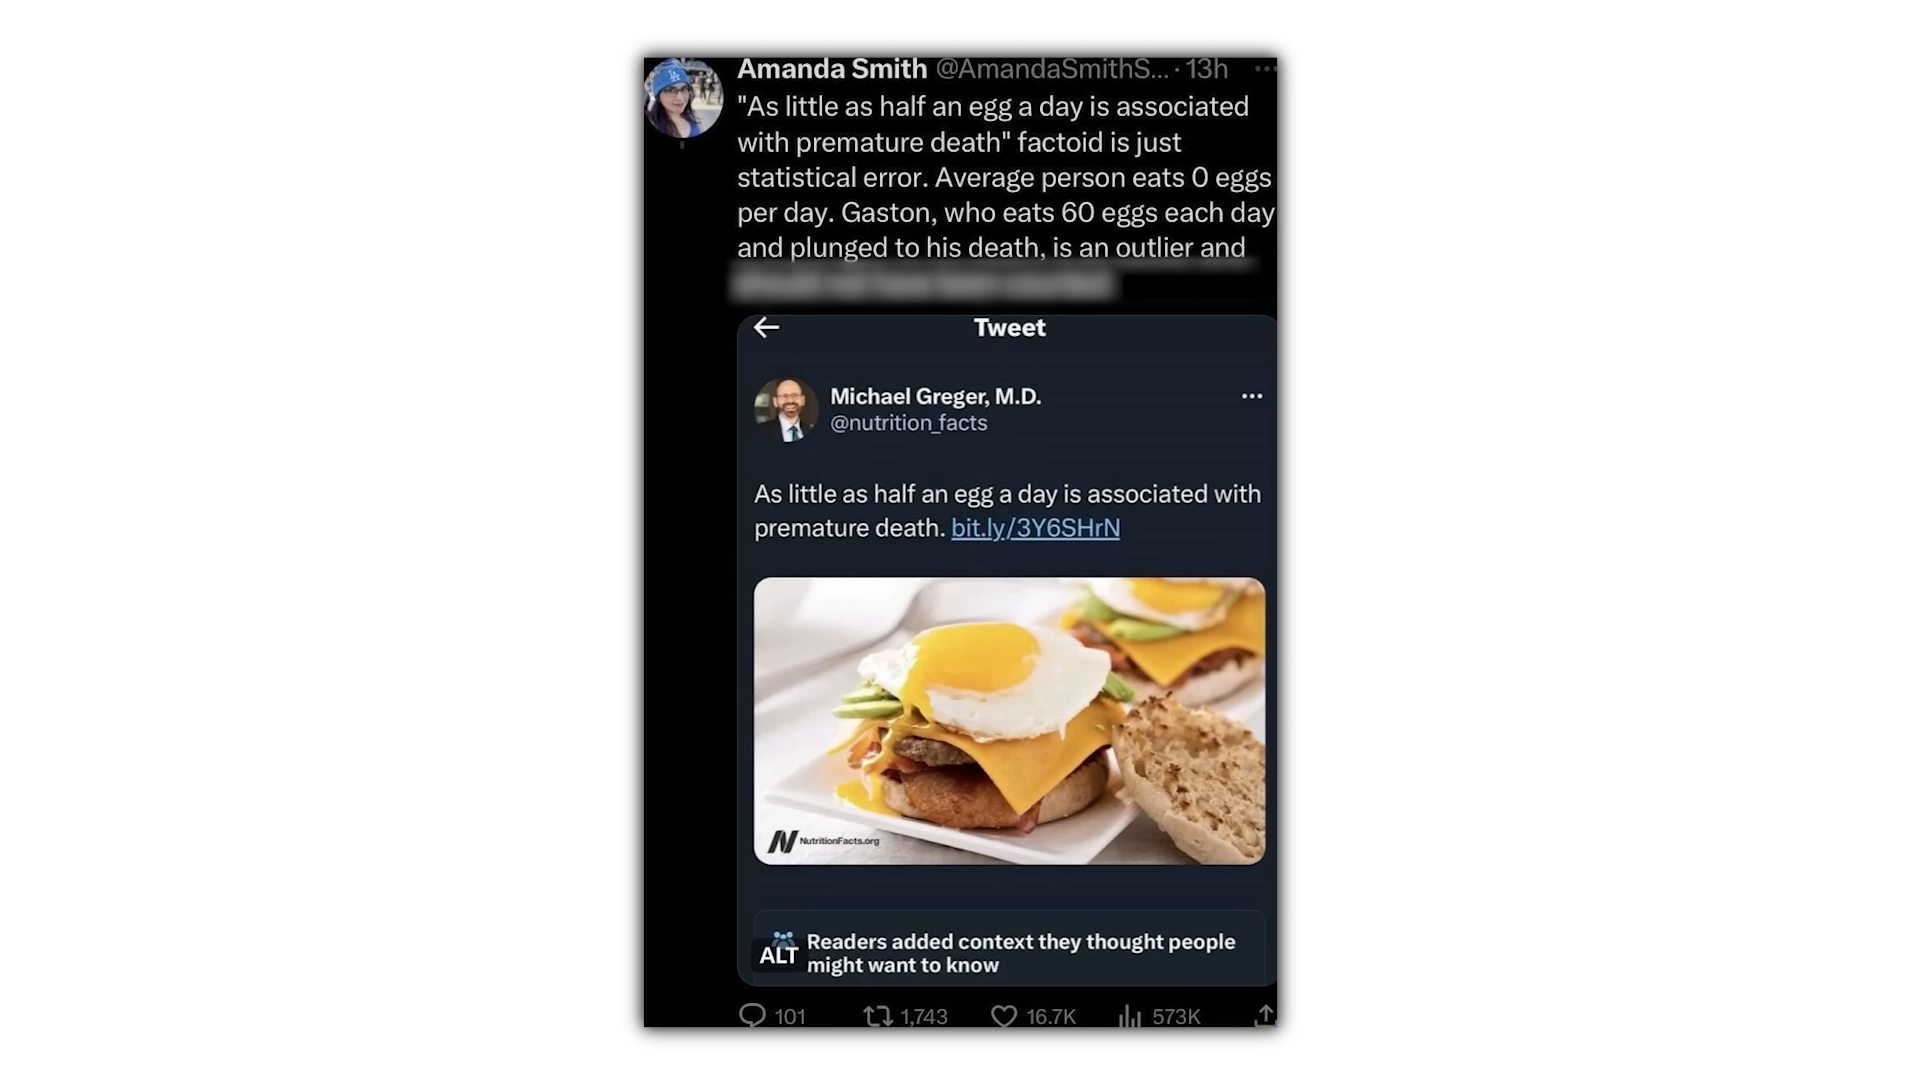 Amanda Smith @AmandaSmithS... · 13h
"As little as half an egg a day is associated
with premature death" factoid is just
statistical error. Average person eats 0 eggs
per day. Gaston, who eats 60 eggs each day
and plunged to his death, is an outlier and
Tweet
Michael Greger, M.D.
@nutrition_facts
As little as half an egg a day is associated with
premature death. bit.ly/3Y6SHrN
LA
NutritionFacts.org
Readers added context they thought people
ALT might want to know
101 1,743 16.7K 573K